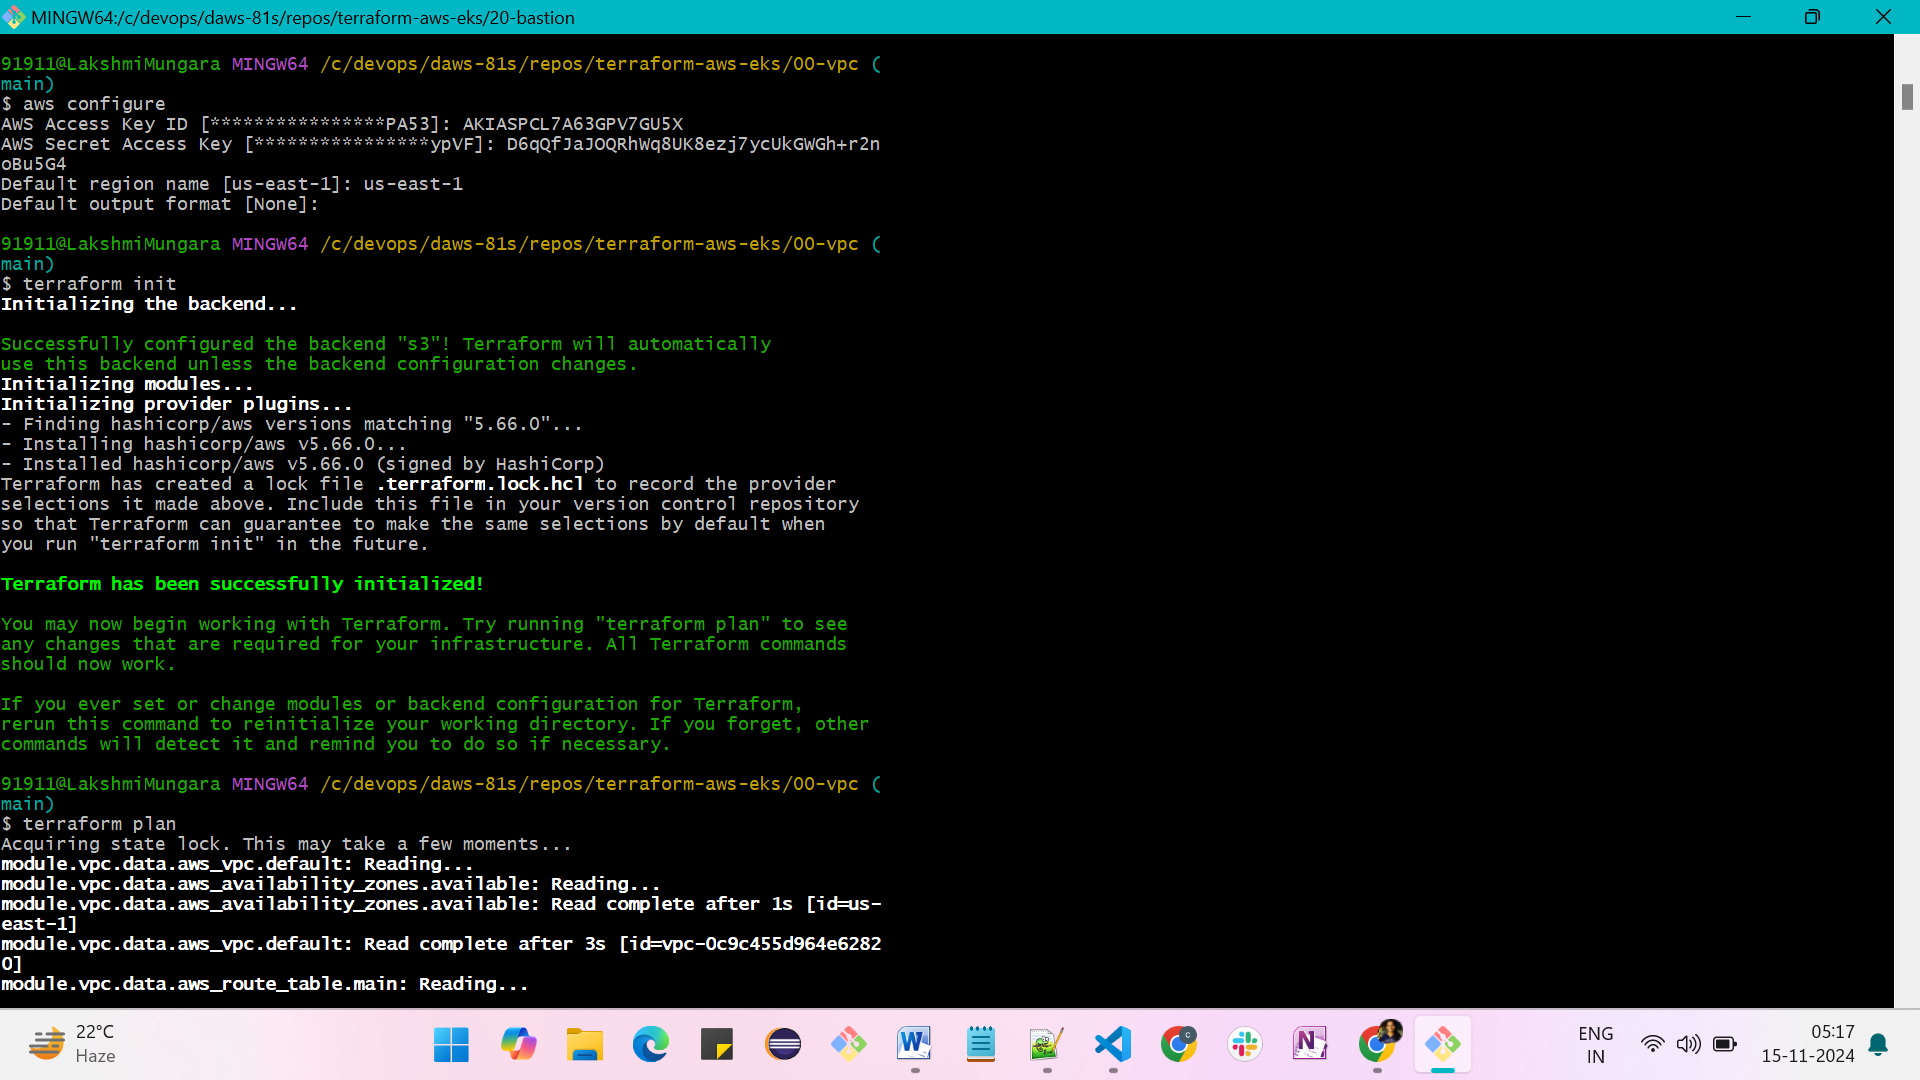 MINGW64:/c/devops/daws-81s/repos/terraform-aws-eks/20-bastion
91911@LakshmiMungara MINGW64 /c/devops/daws-81s/repos/terraform-aws-eks/00-vpc (
main)
$ aws configure
AWS Access Key ID [****************PA53]: AKIASPCL7A63GPV7GU5X
AWS Secret Access Key [****************ypVF]: D6qQfJaJOQRhWq8UK8ezj7ycUkGWGh+r2n
oBu5G4
Default region name [us-east-1]: us-east-1
Default output format [None]:
91911@LakshmiMungara MINGW64 /c/devops/daws-81s/repos/terraform-aws-eks/00-vpc (
main)
$ terraform init
Initializing the backend...
Successfully configured the backend "s3"! Terraform will automatically
use this backend unless the backend configuration changes.
Initializing modules...
Initializing provider plugins...
- Finding hashicorp/aws versions matching "5.66.0"...
- Installing hashicorp/aws v5.66.0...
- Installed hashicorp/aws v5.66.0 (signed by HashiCorp)
Terraform has created a lock file .terraform.lock.hcl to record the provider
selections it made above. Include this file in your version control repository
so that Terraform can guarantee to make the same selections by default when
you run "terraform init" in the future.
Terraform has been successfully initialized!
You may now begin working with Terraform. Try running "terraform plan" to see
any changes that are required for your infrastructure. All Terraform commands
should now work.
If you ever set or change modules or backend configuration for Terraform,
rerun this command to reinitialize your working directory. If you forget, other
commands will detect it and remind you to do so if necessary.
91911@LakshmiMungara MINGW64 /c/devops/daws-81s/repos/terraform-aws-eks/00-vpc (
main)
$ terraform plan
Acquiring state lock. This may take a few moments...
module.vpc.data.aws_vpc.default: Reading...
module.vpc.data.aws_availability_zones.available: Reading...
module.vpc.data.aws_availability_zones.available: Read complete after 1s [id=us-
east-1]
module.vpc.data.aws_vpc.default: Read complete after 3s [id=vpc-0c9c455d964e6282
0]
module.vpc.data.aws_route_table.main: Reading...
22°C
Haze
ENG
IN
05:17
15-11-2024